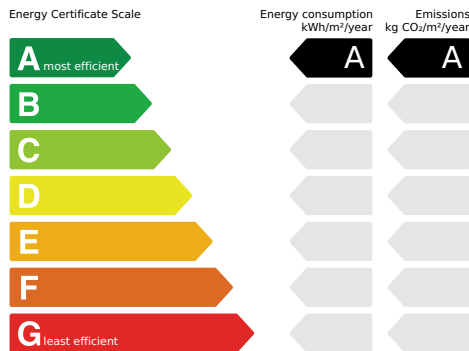 Energy Certificate Scale
Energy consumption
kWh/m²/year
Emissions
kg CO₂/m²/year
A most efficient
A
A
B
C
D
E
F
G least efficient